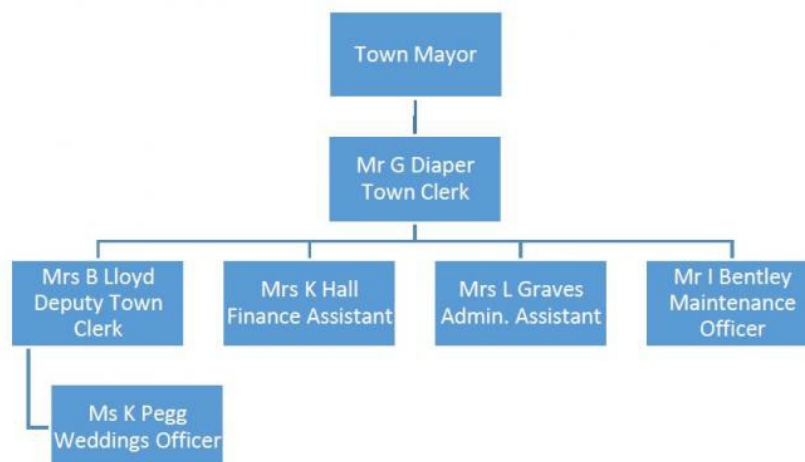 Town Mayor
Mr G Diaper
Town Clerk
Mrs B Lloyd
Deputy Town
Clerk
Mrs K Hall
Finance Assistant
Mrs L Graves
Admin. Assistant
Mr I Bentley
Maintenance
Officer
Ms K Pegg
Weddings Officer